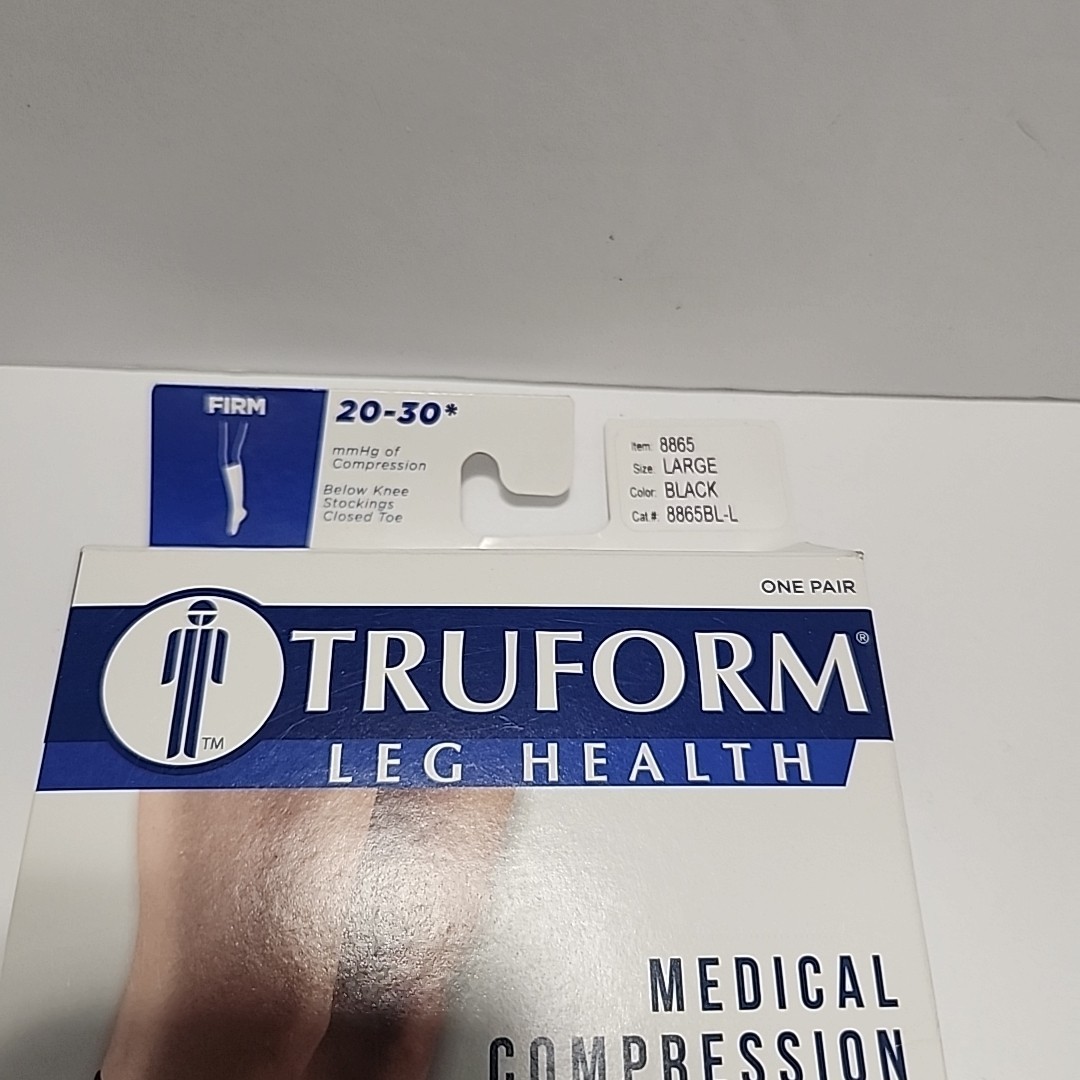 FIRM
20-30*
mmHg of
Compression
Below Knee
Stockings
Closed Toe
Item: 8865
Size: LARGE
Color: BLACK
Cat #: 8865BL-L
ONE PAIR
TRUFORM®
TM
LEG HEALTH
MEDICAL
COMPRESSION